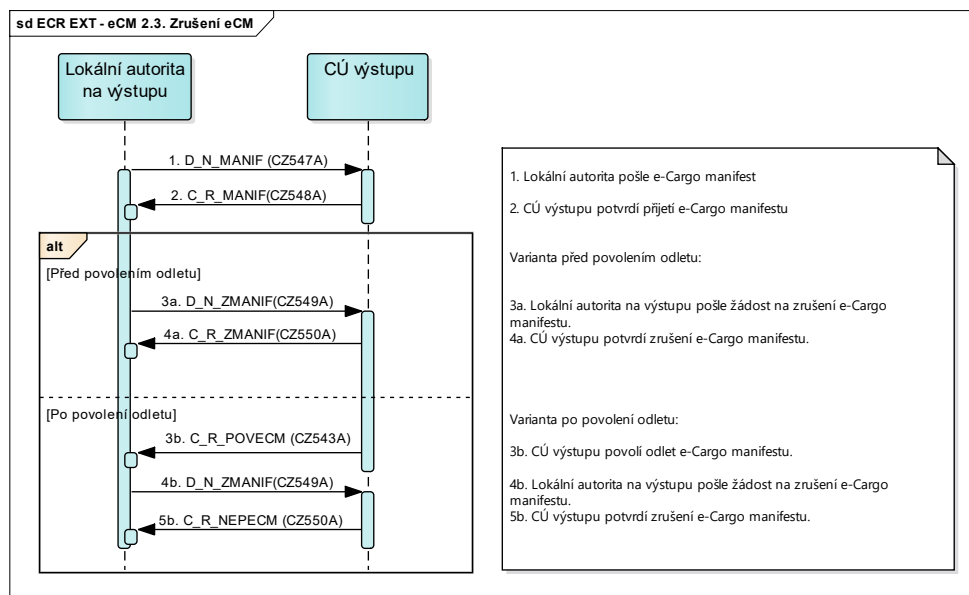 sd ECR EXT - eCM 2.3. Zrušení eCM
Lokální autorita
na výstupu
CÚ výstupu
1. D_N_MANIF (CZ547A)
2. C_R_MANIF(CZ548A)
alt
[Před povolením odletu]
3a. D_N_ZMANIF(CZ549A)
4a. C_R_ZMANIF(CZ550A)
[Po povolení odletu]
3b. C_R_POVECM (CZ543A)
4b. D_N_ZMANIF(CZ549A)
5b. C_R_NEPECM (CZ550A)
1. Lokální autorita pošle e-Cargo manifest
2. CÚ výstupu potvrdí přijetí e-Cargo manifestu
Varianta před povolením odletu:
3a. Lokální autorita na výstupu pošle žádost na zrušení e-Cargo
manifestu.
4a. CÚ výstupu potvrdí zrušení e-Cargo manifestu.
Varianta po povolení odletu:
3b. CÚ výstupu povolí odlet e-Cargo manifestu.
4b. Lokální autorita na výstupu pošle žádost na zrušení e-Cargo
manifestu.
5b. CÚ výstupu potvrdí zrušení e-Cargo manifestu.